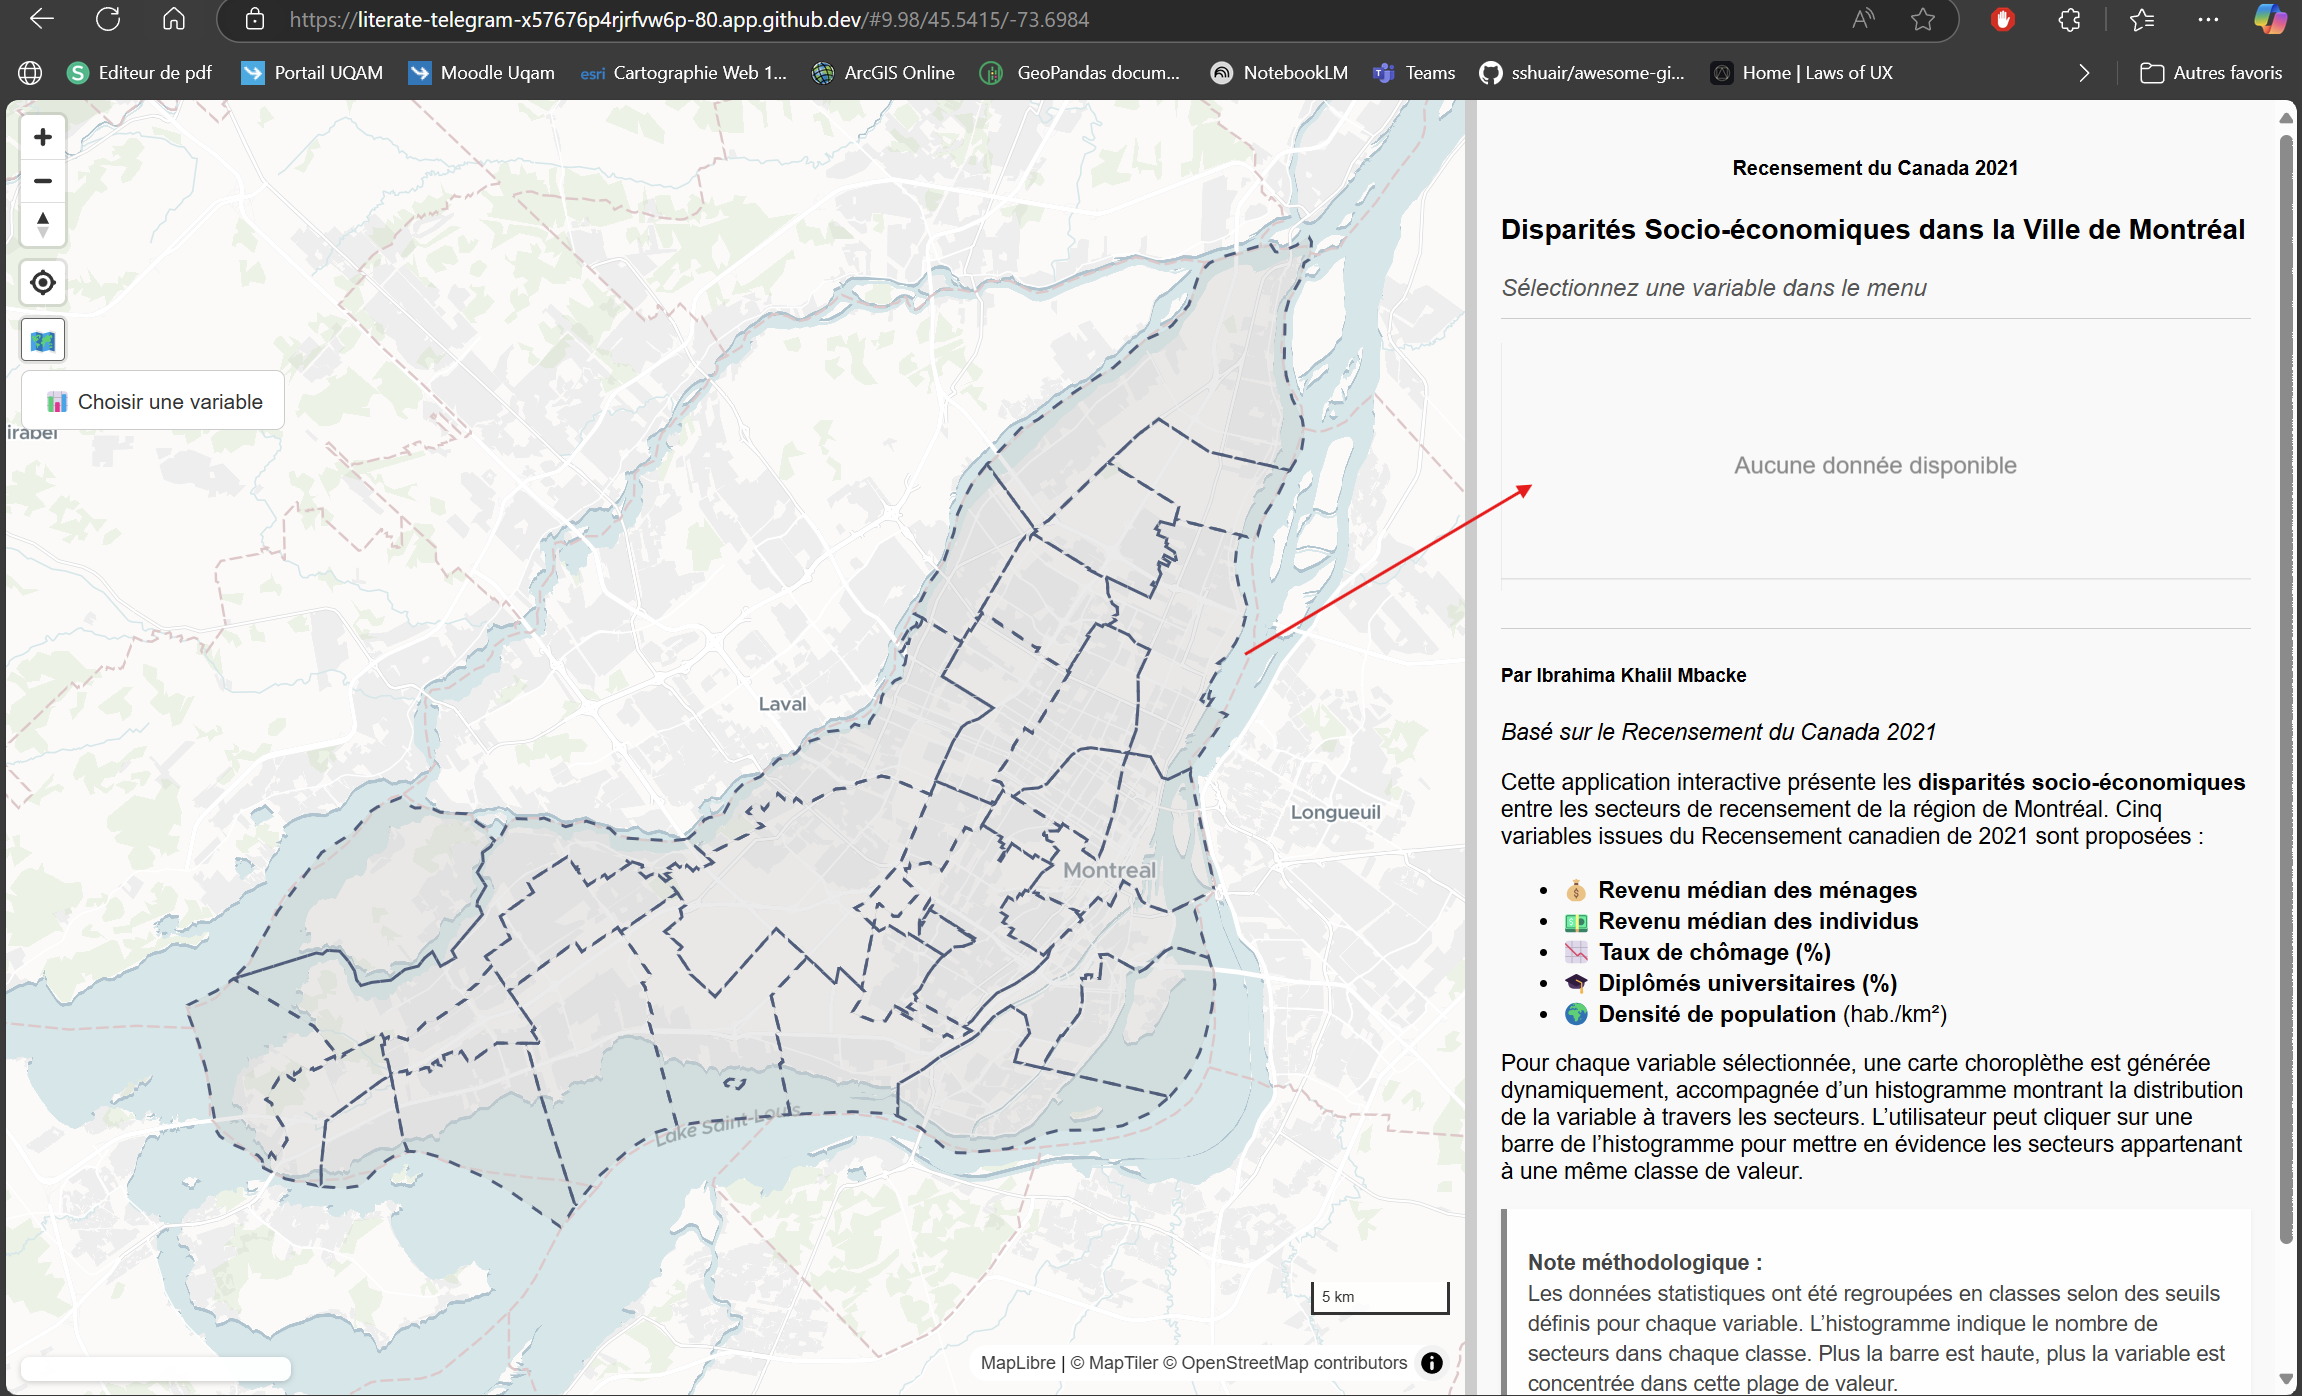 https://literate-telegram-x57676p4rjrfvw6p-80.app.github.dev/#9.98/45.5415/-73.6984
Editeur de pdf
Portail UQAM
Moodle Uqam
esri Cartographie Web 1...
ArcGIS Online
GeoPandas docum...
NotebookLM
Teams
sshuair/awesome-gi...
Home | Laws of UX
Autres favoris
Choisir une variable
irabel
Laval
Longueuil
Montreal
Lake Saint-Louis
5 km
MapLibre | © MapTiler © OpenStreetMap contributors
Recensement du Canada 2021
Disparités Socio-économiques dans la Ville de Montréal
Sélectionnez une variable dans le menu
Aucune donnée disponible
Par Ibrahima Khalil Mbacke
Basé sur le Recensement du Canada 2021
Cette application interactive présente les disparités socio-économiques
entre les secteurs de recensement de la région de Montréal. Cinq
variables issues du Recensement canadien de 2021 sont proposées :
• Revenu médian des ménages
• Revenu médian des individus
• Taux de chômage (%)
• Diplômés universitaires (%)
• Densité de population (hab./km²)
Pour chaque variable sélectionnée, une carte choroplèthe est générée
dynamiquement, accompagnée d’un histogramme montrant la distribution
de la variable à travers les secteurs. L’utilisateur peut cliquer sur une
barre de l’histogramme pour mettre en évidence les secteurs appartenant
à une même classe de valeur.
Note méthodologique :
Les données statistiques ont été regroupées en classes selon des seuils
définis pour chaque variable. L’histogramme indique le nombre de
secteurs dans chaque classe. Plus la barre est haute, plus la variable est
concentrée dans cette plage de valeur.